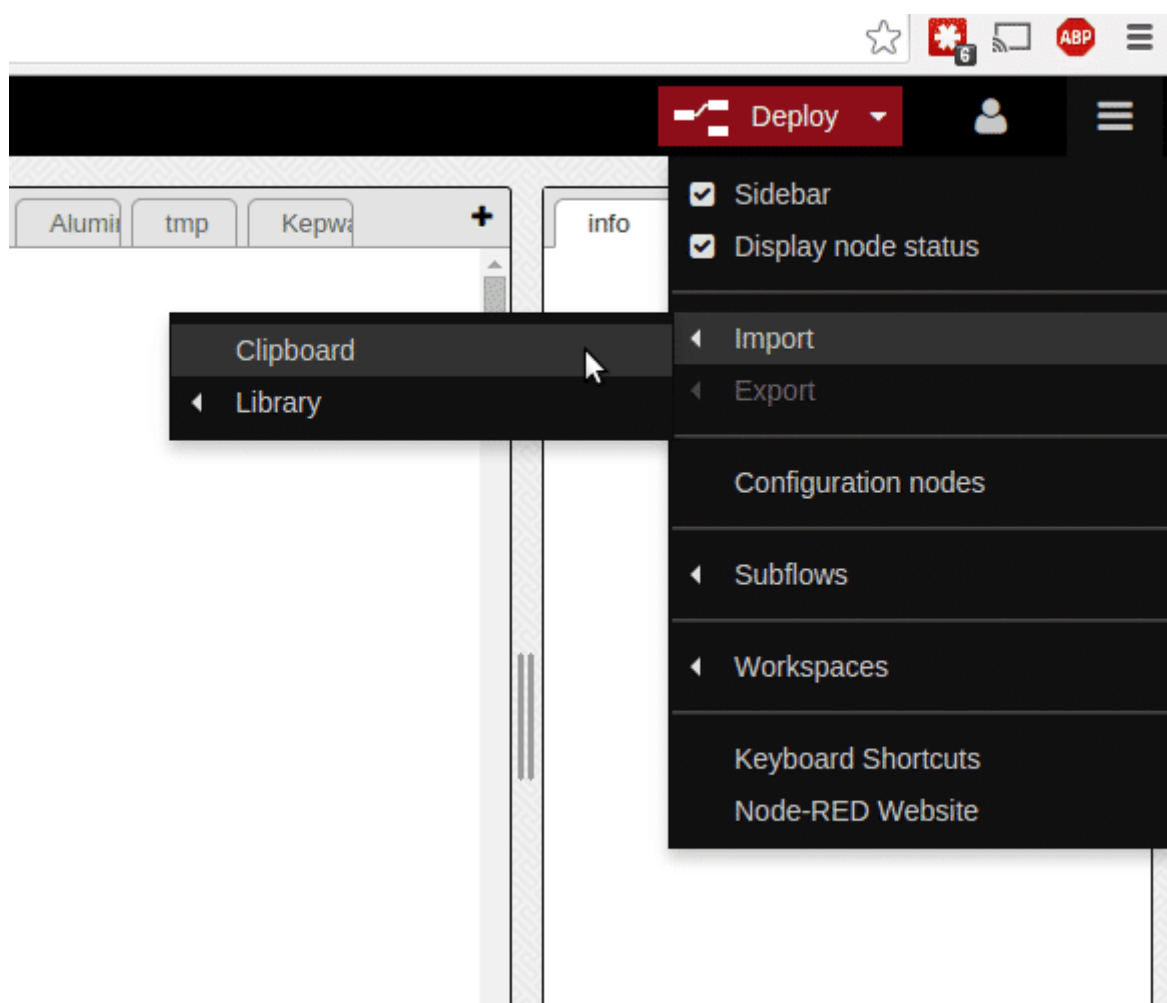 6
ABP
Deploy
Sidebar
Display node status
Alumi
tmp
Kepwa
+
info
Import
Clipboard
Export
Library
Configuration nodes
Subflows
Workspaces
Keyboard Shortcuts
Node-RED Website